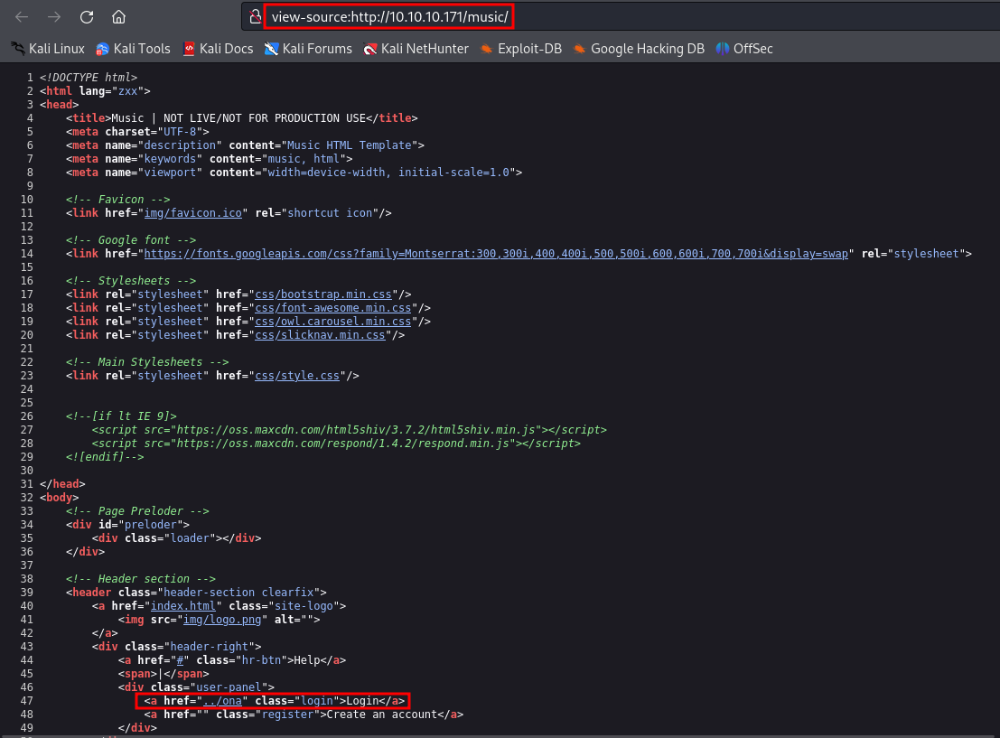 view-source:http://10.10.10.171/music/
Kali Linux Kali Tools Kali Docs Kali Forums Kali NetHunter Exploit-DB Google Hacking DB OffSec
1 <!DOCTYPE html>
2 <html lang="zxx">
3 <head>
4 <title>Music | NOT LIVE/NOT FOR PRODUCTION USE</title>
5 <meta charset="UTF-8">
6 <meta name="description" content="Music HTML Template">
7 <meta name="keywords" content="music, html">
8 <meta name="viewport" content="width=device-width, initial-scale=1.0">
9
10 <!-- Favicon -->
11 <link href="img/favicon.ico" rel="shortcut icon"/>
12
13 <!-- Google font -->
14 <link href="https://fonts.googleapis.com/css?family=Montserrat:300,300i,400,400i,500,500i,600,600i,700,700i&display=swap" rel="stylesheet">
15
16 <!-- Stylesheets -->
17 <link rel="stylesheet" href="css/bootstrap.min.css"/>
18 <link rel="stylesheet" href="css/font-awesome.min.css"/>
19 <link rel="stylesheet" href="css/owl.carousel.min.css"/>
20 <link rel="stylesheet" href="css/slicknav.min.css"/>
21
22 <!-- Main Stylesheets -->
23 <link rel="stylesheet" href="css/style.css"/>
24
25
26 <!--[if lt IE 9]>
27 <script src="https://oss.maxcdn.com/html5shiv/3.7.2/html5shiv.min.js"></script>
28 <script src="https://oss.maxcdn.com/respond/1.4.2/respond.min.js"></script>
29 <![endif]-->
30
31 </head>
32 <body>
33 <!-- Page Preloder -->
34 <div id="preloder">
35 <div class="loader"></div>
36 </div>
37
38 <!-- Header section -->
39 <header class="header-section clearfix">
40 <a href="index.html" class="site-logo">
41 <img src="img/logo.png" alt="">
42 </a>
43 <div class="header-right">
44 <a href="#" class="hr-btn">Help</a>
45 <span>|</span>
46 <div class="user-panel">
47 <a href="../ona" class="login">Login</a>
48 <a href="" class="register">Create an account</a>
49 </div>